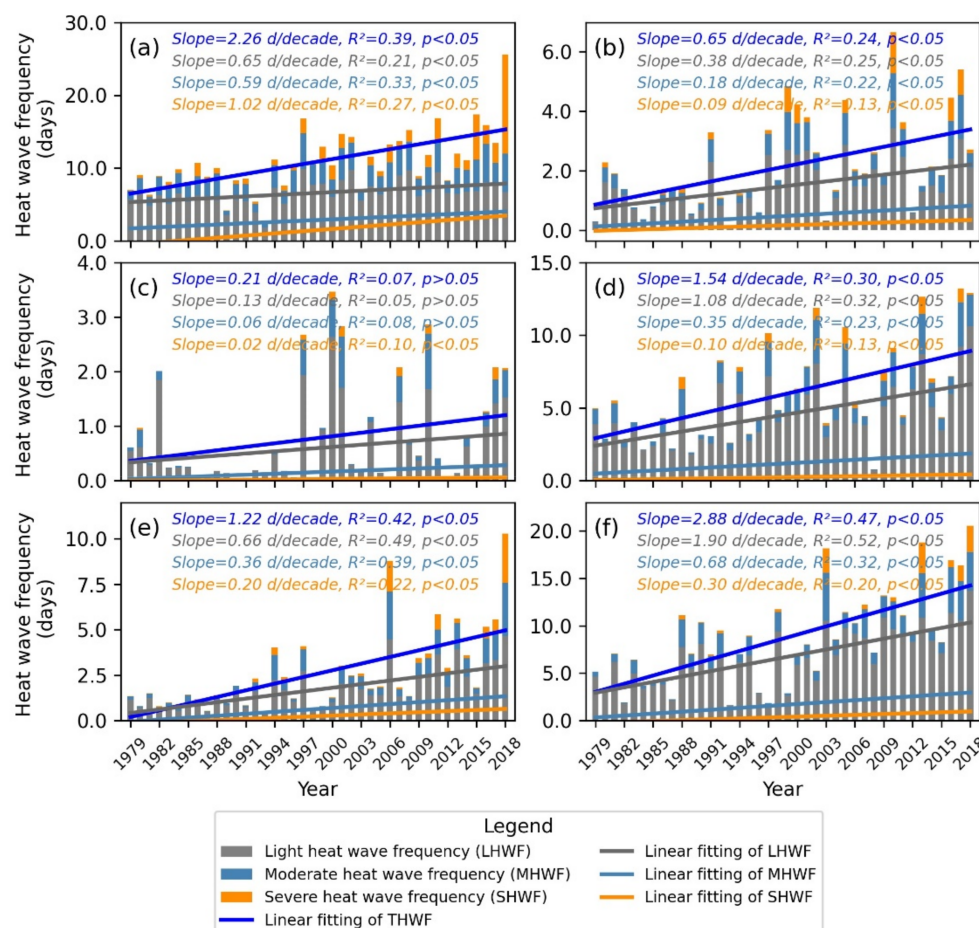 Heat wave frequency
(days)
30.0
20.0
10.0
0.0
(a)
Slope=2.26 d/decade, R²=0.39, p<0.05
Slope=0.65 d/decade, R²=0.21, p<0.05
Slope=0.59 d/decade, R²=0.33, p<0.05
Slope=1.02 d/decade, R²=0.27, p<0.05
6.0
4.0
2.0
0.0
(b)
Slope=0.65 d/decade, R²=0.24, p<0.05
Slope=0.38 d/decade, R²=0.25, p<0.05
Slope=0.18 d/decade, R²=0.22, p<0.05
Slope=0.09 d/decade, R²=0.13, p<0.05
Heat wave frequency
(days)
4.0
3.0
2.0
1.0
0.0
(c)
Slope=0.21 d/decade, R²=0.07, p>0.05
Slope=0.13 d/decade, R²=0.05, p>0.05
Slope=0.06 d/decade, R²=0.08, p>0.05
Slope=0.02 d/decade, R²=0.10, p<0.05
15.0
10.0
5.0
0.0
(d)
Slope=1.54 d/decade, R²=0.30, p<0.05
Slope=1.08 d/decade, R²=0.32, p<0.05
Slope=0.35 d/decade, R²=0.23, p<0.05
Slope=0.10 d/decade, R²=0.13, p<0.05
Heat wave frequency
(days)
10.0
7.5
5.0
2.5
0.0
(e)
Slope=1.22 d/decade, R²=0.42, p<0.05
Slope=0.66 d/decade, R²=0.49, p<0.05
Slope=0.36 d/decade, R²=0.39, p<0.05
Slope=0.20 d/decade, R²=0.22, p<0.05
20.0
15.0
10.0
5.0
0.0
(f)
Slope=2.88 d/decade, R²=0.47, p<0.05
Slope=1.90 d/decade, R²=0.52, p<0.05
Slope=0.68 d/decade, R²=0.32, p<0.05
Slope=0.30 d/decade, R²=0.20, p<0.05
1979 1982 1985 1988 1991 1994 1997 2000 2003 2006 2009 2012 2015 2018
1979 1982 1985 1988 1991 1994 1997 2000 2003 2006 2009 2012 2015 2018
Year
Year
Legend
Light heat wave frequency (LHWF)
Moderate heat wave frequency (MHWF)
Severe heat wave frequency (SHWF)
Linear fitting of THWF
Linear fitting of LHWF
Linear fitting of MHWF
Linear fitting of SHWF